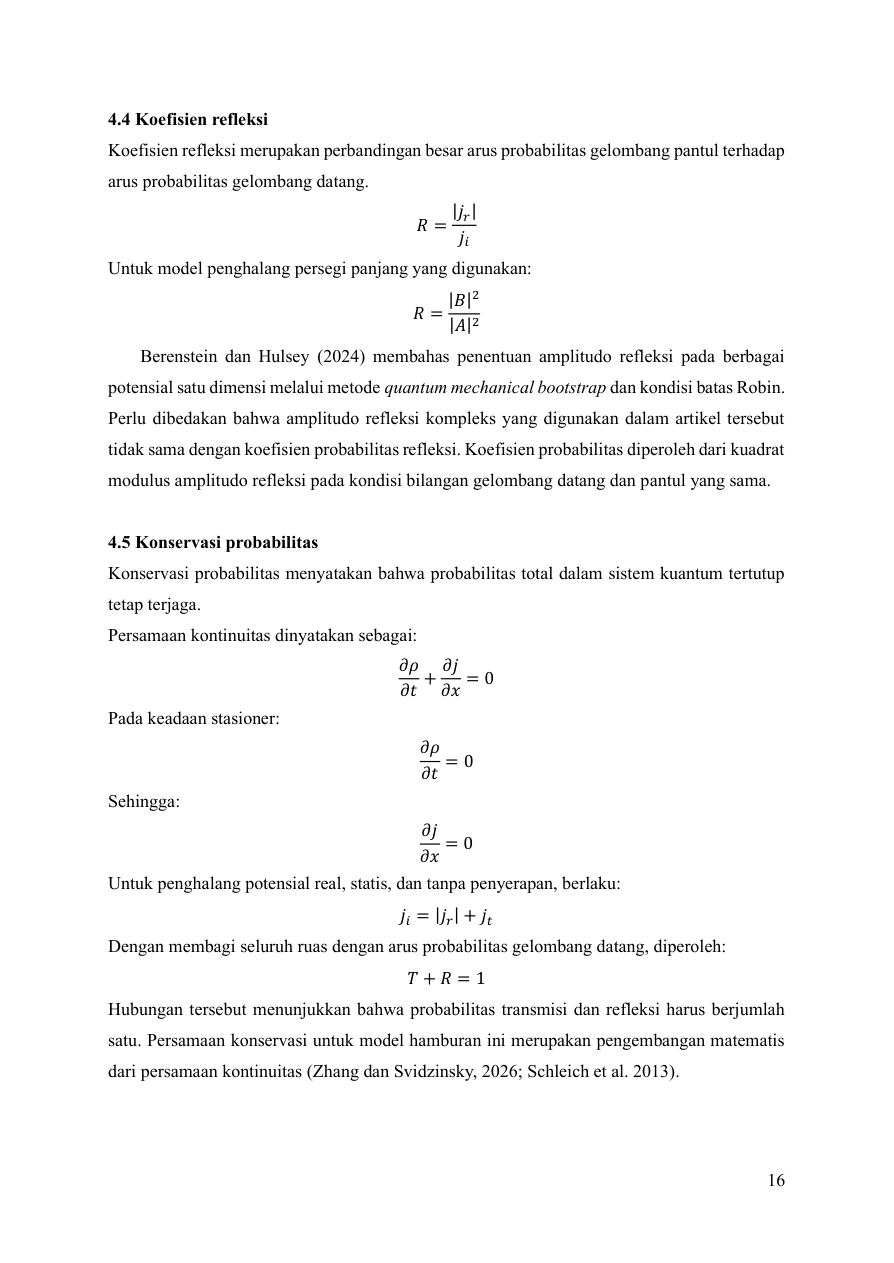 4.4 Koefisien refleksi
Koefisien refleksi merupakan perbandingan besar arus probabilitas gelombang pantul terhadap
arus probabilitas gelombang datang.
𝑅 = |𝑗𝑟| / 𝑗𝑖
Untuk model penghalang persegi panjang yang digunakan:
𝑅 = |𝐵|² / |𝐴|²
Berenstein dan Hulsey (2024) membahas penentuan amplitudo refleksi pada berbagai
potensial satu dimensi melalui metode quantum mechanical bootstrap dan kondisi batas Robin.
Perlu dibedakan bahwa amplitudo refleksi kompleks yang digunakan dalam artikel tersebut
tidak sama dengan koefisien probabilitas refleksi. Koefisien probabilitas diperoleh dari kuadrat
modulus amplitudo refleksi pada kondisi bilangan gelombang datang dan pantul yang sama.
4.5 Konservasi probabilitas
Konservasi probabilitas menyatakan bahwa probabilitas total dalam sistem kuantum tertutup
tetap terjaga.
Persamaan kontinuitas dinyatakan sebagai:
∂ρ/∂t + ∂j/∂x = 0
Pada keadaan stasioner:
∂ρ/∂t = 0
Sehingga:
∂j/∂x = 0
Untuk penghalang potensial real, statis, dan tanpa penyerapan, berlaku:
𝑗𝑖 = |𝑗𝑟| + 𝑗𝑡
Dengan membagi seluruh ruas dengan arus probabilitas gelombang datang, diperoleh:
𝑇 + 𝑅 = 1
Hubungan tersebut menunjukkan bahwa probabilitas transmisi dan refleksi harus berjumlah
satu. Persamaan konservasi untuk model hamburan ini merupakan pengembangan matematis
dari persamaan kontinuitas (Zhang dan Svidzinsky, 2026; Schleich et al. 2013).
16